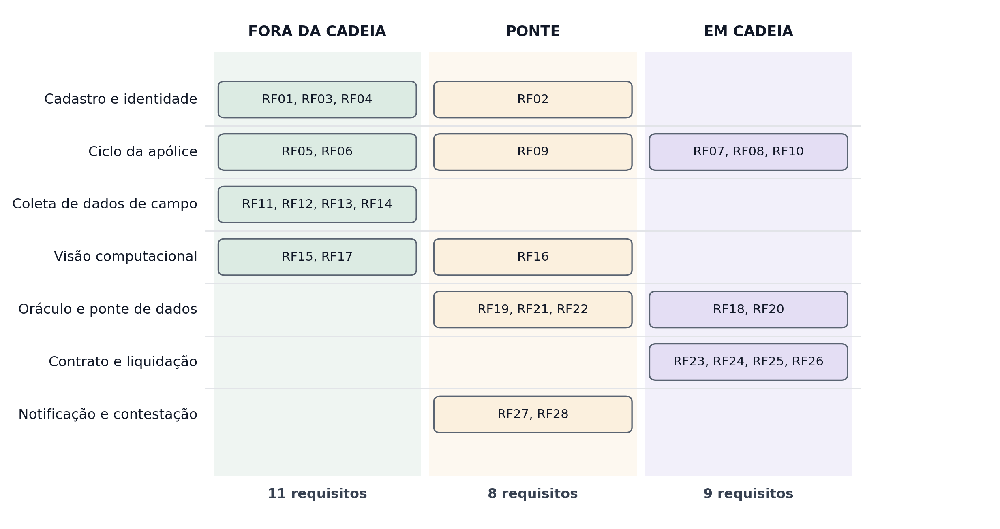 FORA DA CADEIA PONTE EM CADEIA
Cadastro e identidade RF01, RF03, RF04 RF02
Ciclo da apólice RF05, RF06 RF09 RF07, RF08, RF10
Coleta de dados de campo RF11, RF12, RF13, RF14
Visão computacional RF15, RF17 RF16
Oráculo e ponte de dados RF19, RF21, RF22 RF18, RF20
Contrato e liquidação RF23, RF24, RF25, RF26
Notificação e contestação RF27, RF28
11 requisitos 8 requisitos 9 requisitos